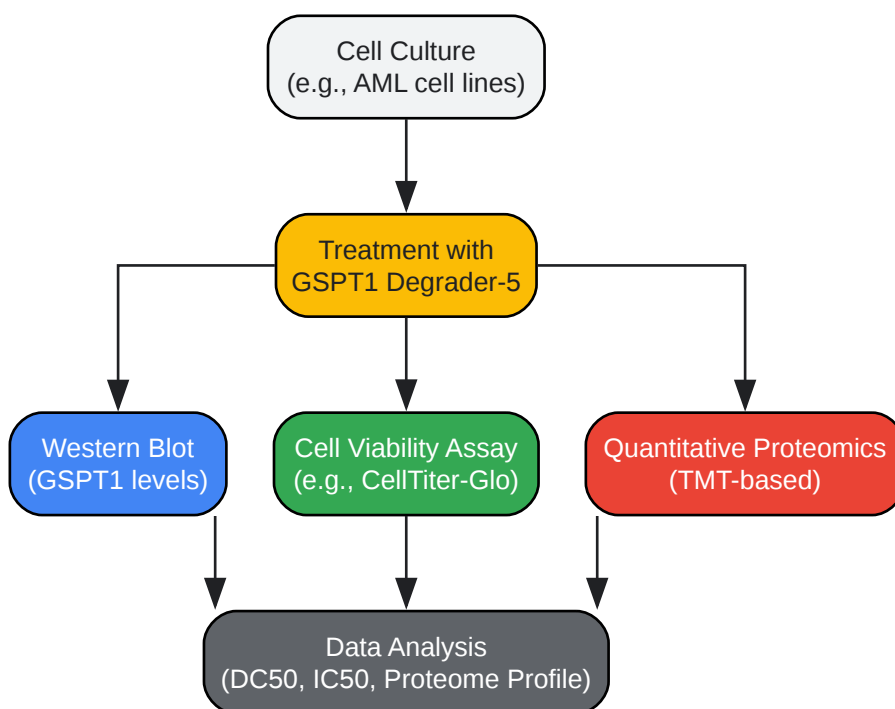 Cell Culture
(e.g., AML cell lines)
Treatment with
GSPT1 Degrader-5
Western Blot
(GSPT1 levels)
Cell Viability Assay
(e.g., CellTiter-Glo)
Quantitative Proteomics
(TMT-based)
Data Analysis
(DC50, IC50, Proteome Profile)